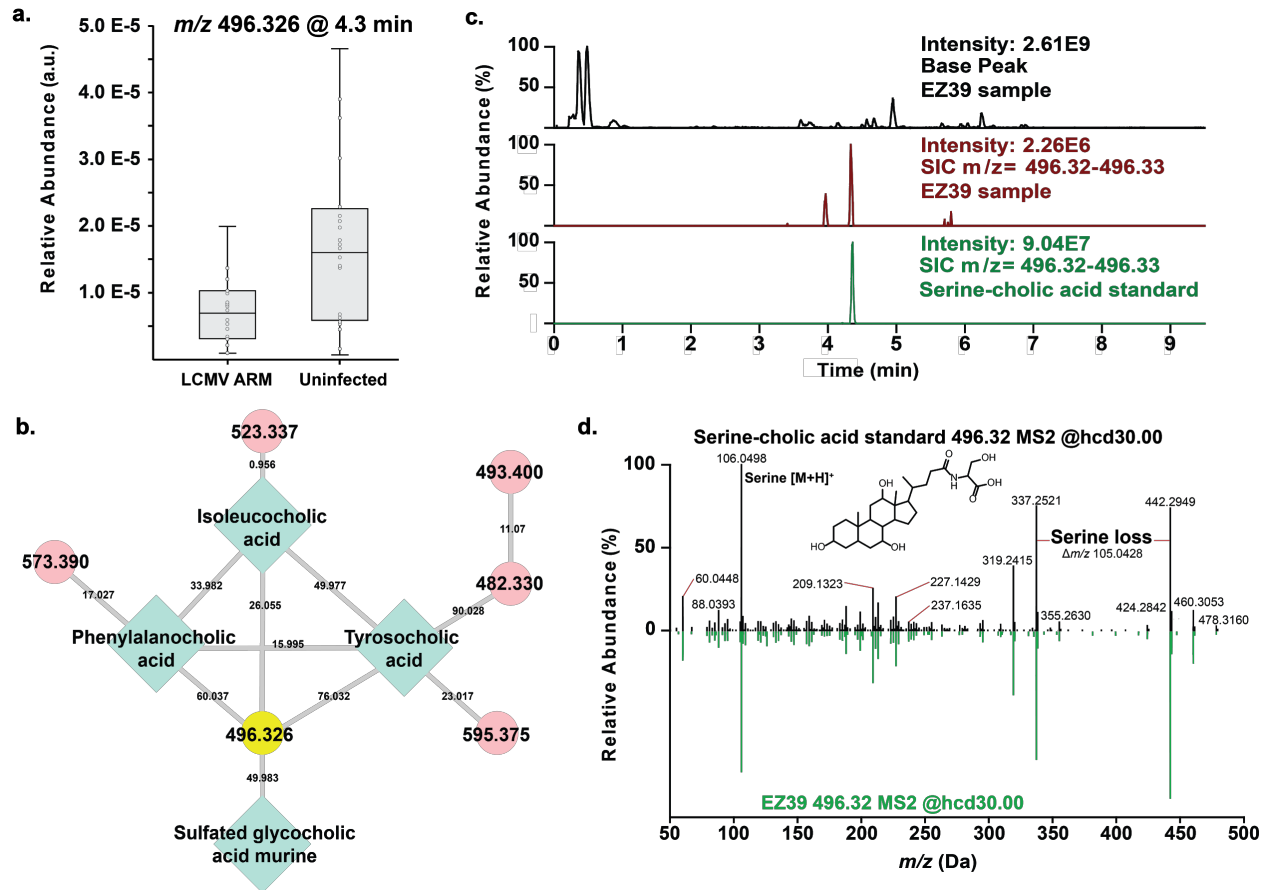 a.
m/z 496.326 @ 4.3 min
Relative Abundance (a.u.)
5.0 E-5
4.0 E-5
3.0 E-5
2.0 E-5
1.0 E-5
LCMV ARM
Uninfected
b.
523.337
0.956
Isoleucocholic
acid
493.400
11.07
482.330
573.390
17.027
33.982
26.055
49.977
90.028
Phenylalanocholic
acid
15.995
Tyrosocholic
acid
60.037
76.032
23.017
496.326
595.375
49.983
Sulfated glycocholic
acid murine
c.
Relative Abundance (%)
100
50
Intensity: 2.61E9
Base Peak
EZ39 sample
100
50
Intensity: 2.26E6
SIC m/z= 496.32-496.33
EZ39 sample
100
50
Intensity: 9.04E7
SIC m/z= 496.32-496.33
Serine-cholic acid standard
0 1 2 3 4 5 6 7 8 9
Time (min)
d.
Serine-cholic acid standard 496.32 MS2 @hcd30.00
Relative Abundance (%)
100
50
0
106.0498
Serine [M+H]+
O
OH
N
H
OH
O
OH
HO
OH
337.2521
442.2949
Serine loss
Δm/z 105.0428
319.2415
60.0448
88.0393
209.1323
227.1429
237.1635
355.2630
424.2842
460.3053
478.3160
EZ39 496.32 MS2 @hcd30.00
50 100 150 200 250 300 350 400 450 500
m/z (Da)